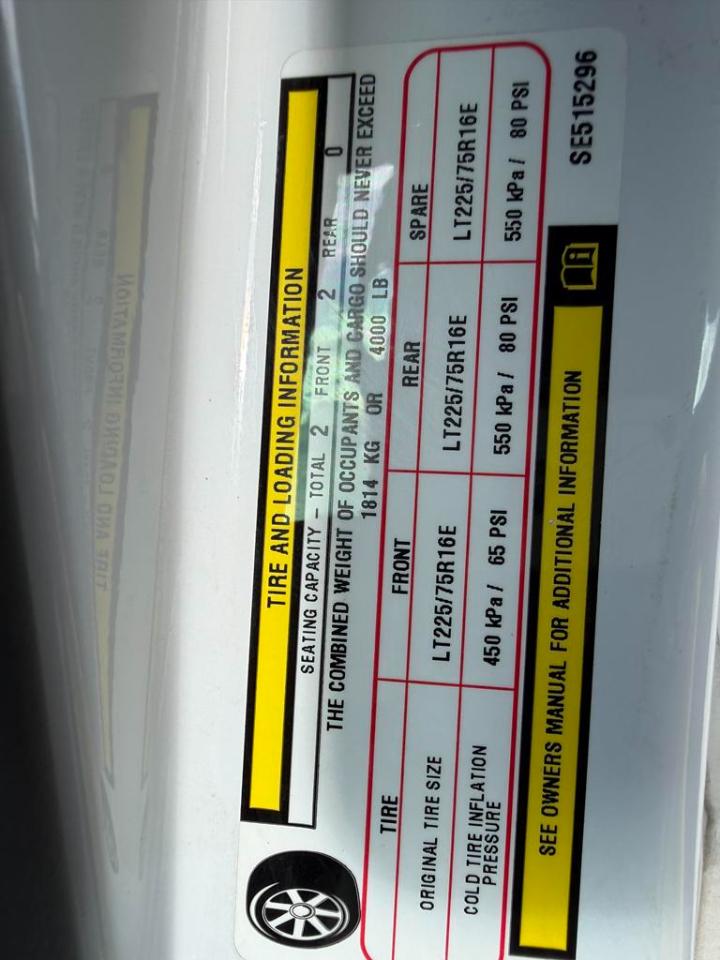 TIRE AND LOADING INFORMATION
SEATING CAPACITY – TOTAL 2 FRONT 2 REAR 0
THE COMBINED WEIGHT OF OCCUPANTS AND CARGO SHOULD NEVER EXCEED
1814 KG OR 4000 LB
TIRE FRONT REAR SPARE
ORIGINAL TIRE SIZE LT225/75R16E LT225/75R16E LT225/75R16E
COLD TIRE INFLATION PRESSURE 450 kPa / 65 PSI 550 kPa / 80 PSI 550 kPa / 80 PSI
SEE OWNERS MANUAL FOR ADDITIONAL INFORMATION
SE515296